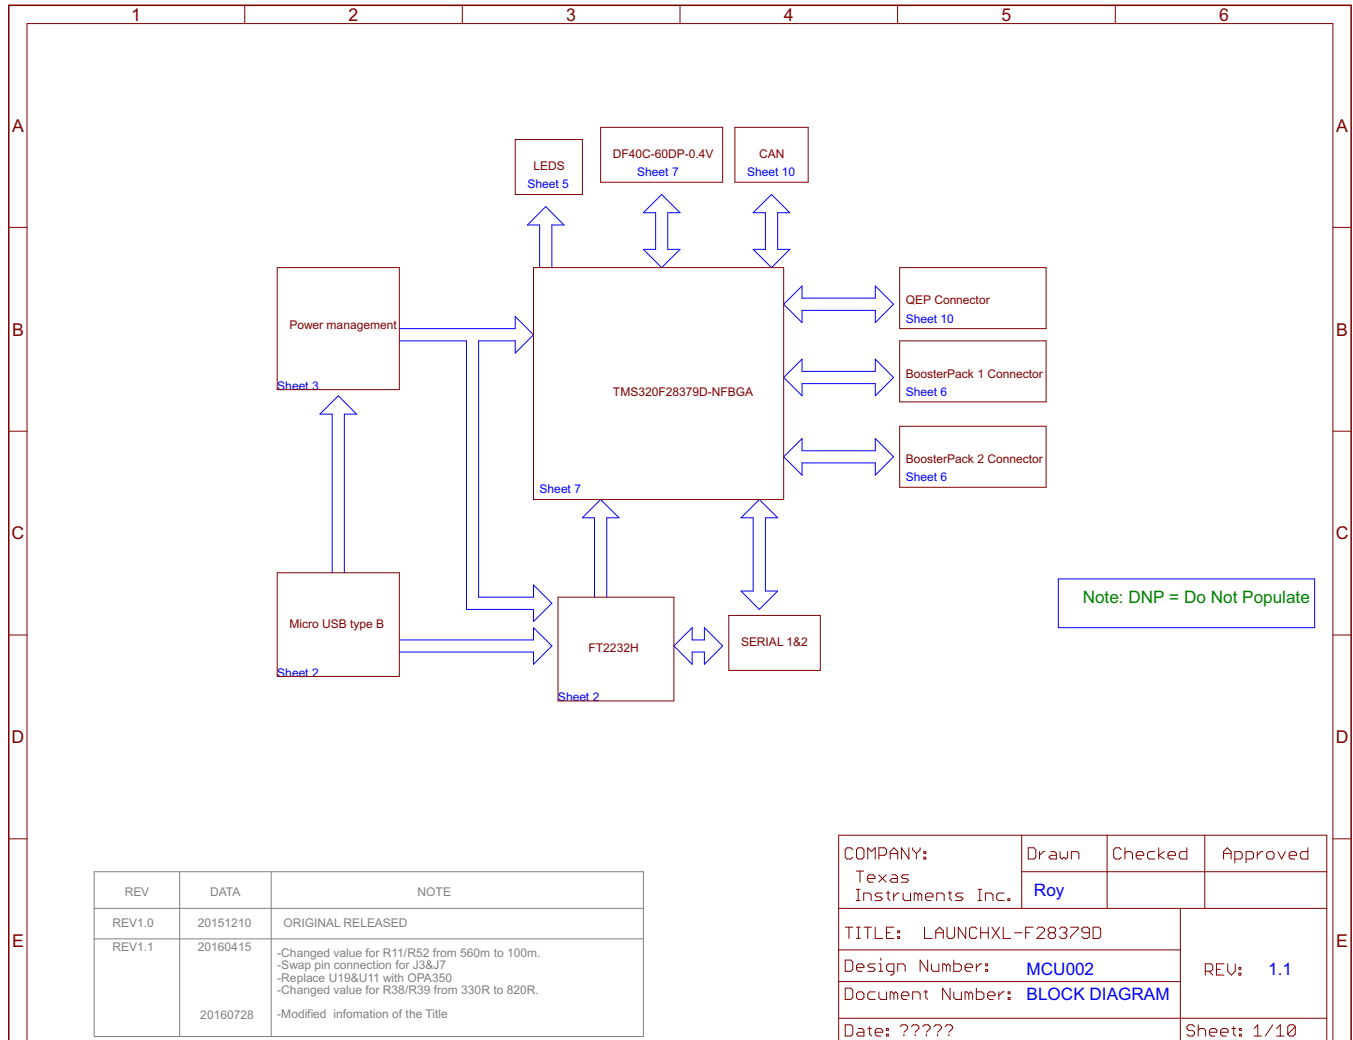 1 2 3 4 5 6
A A
LEDS
Sheet 5
DF40C-60DP-0.4V
Sheet 7
CAN
Sheet 10
B B
Power management
Sheet 3
TMS320F28379D-NFBGA
Sheet 7
QEP Connector
Sheet 10
BoosterPack 1 Connector
Sheet 6
BoosterPack 2 Connector
Sheet 6
C C
Micro USB type B
Sheet 2
FT2232H
Sheet 2
SERIAL 1&2
Note: DNP = Do Not Populate
D D
REV DATA NOTE
REV1.0 20151210 ORIGINAL RELEASED
REV1.1 20160415 -Changed value for R11/R52 from 560m to 100m.
-Swap pin connection for J3&J7
-Replace U19&U11 with OPA350
-Changed value for R38/R39 from 330R to 820R.
20160728 -Modified infomation of the Title
E E
COMPANY: Drawn Checked Approved
Texas
Instruments Inc. Roy
TITLE: LAUNCHXL-F28379D
Design Number: MCU002
REV: 1.1
Document Number: BLOCK DIAGRAM
Date: ????? Sheet: 1/10